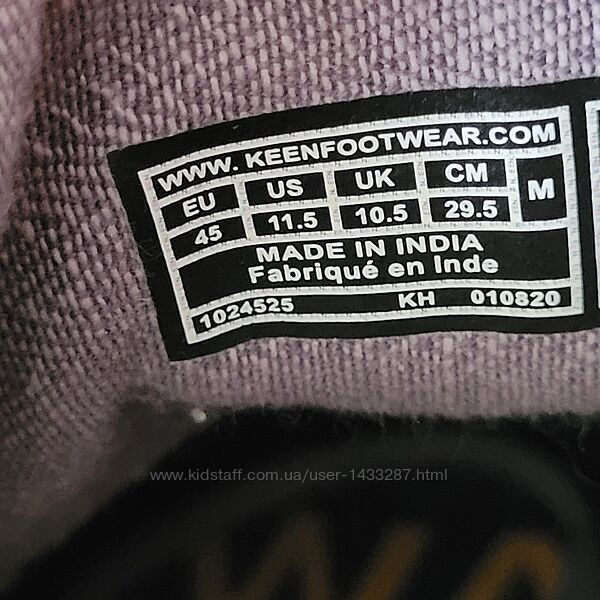 WWW. KEENFOOTWEAR.COM
EU US UK CM M
45 11.5 10.5 29.5
MADE IN INDIA
Fabriqué en Inde
1024525 KH 010820
www.kidstaff.com.ua/user-1433287.html